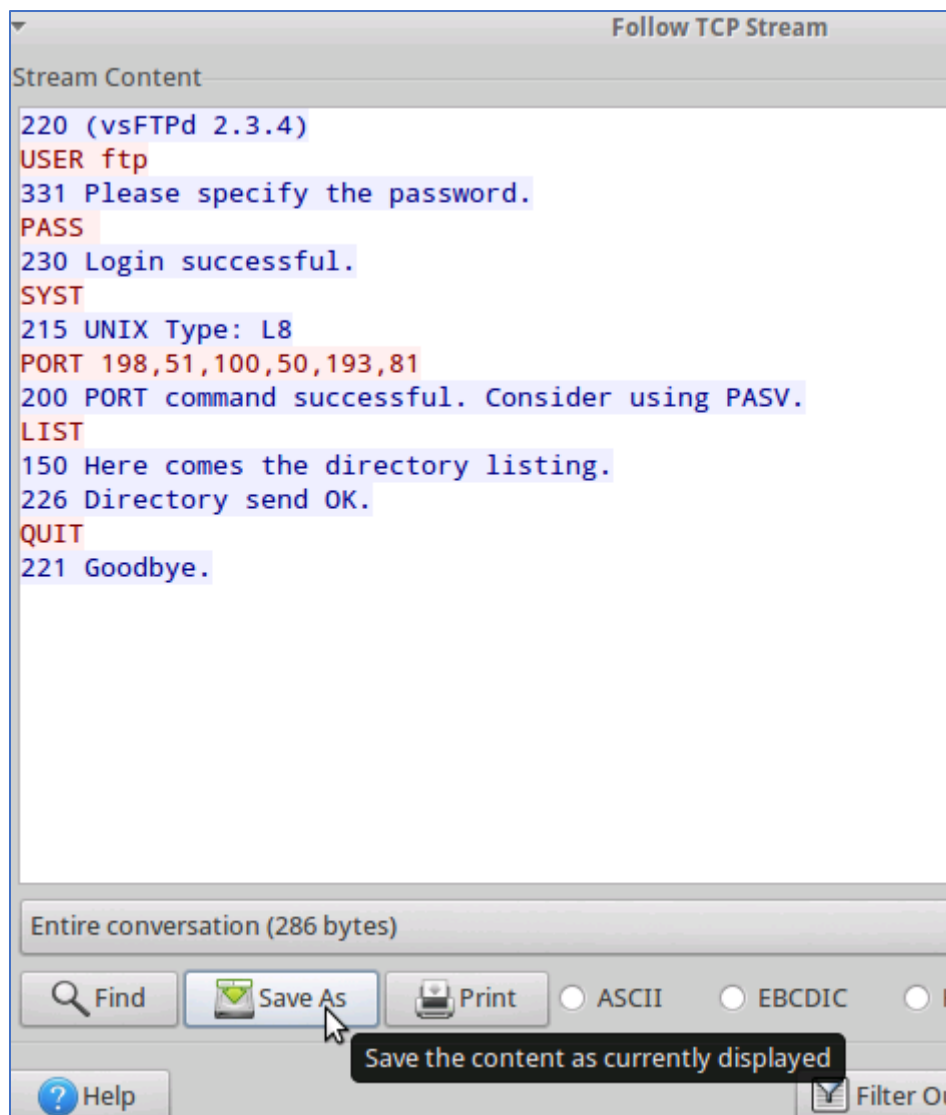 Follow TCP Stream
Stream Content
220 (vsFTPd 2.3.4)
USER ftp
331 Please specify the password.
PASS
230 Login successful.
SYST
215 UNIX Type: L8
PORT 198,51,100,50,193,81
200 PORT command successful. Consider using PASV.
LIST
150 Here comes the directory listing.
226 Directory send OK.
QUIT
221 Goodbye.
Entire conversation (286 bytes)
Find Save As Print ASCII EBCDIC
Save the content as currently displayed
Help Filter